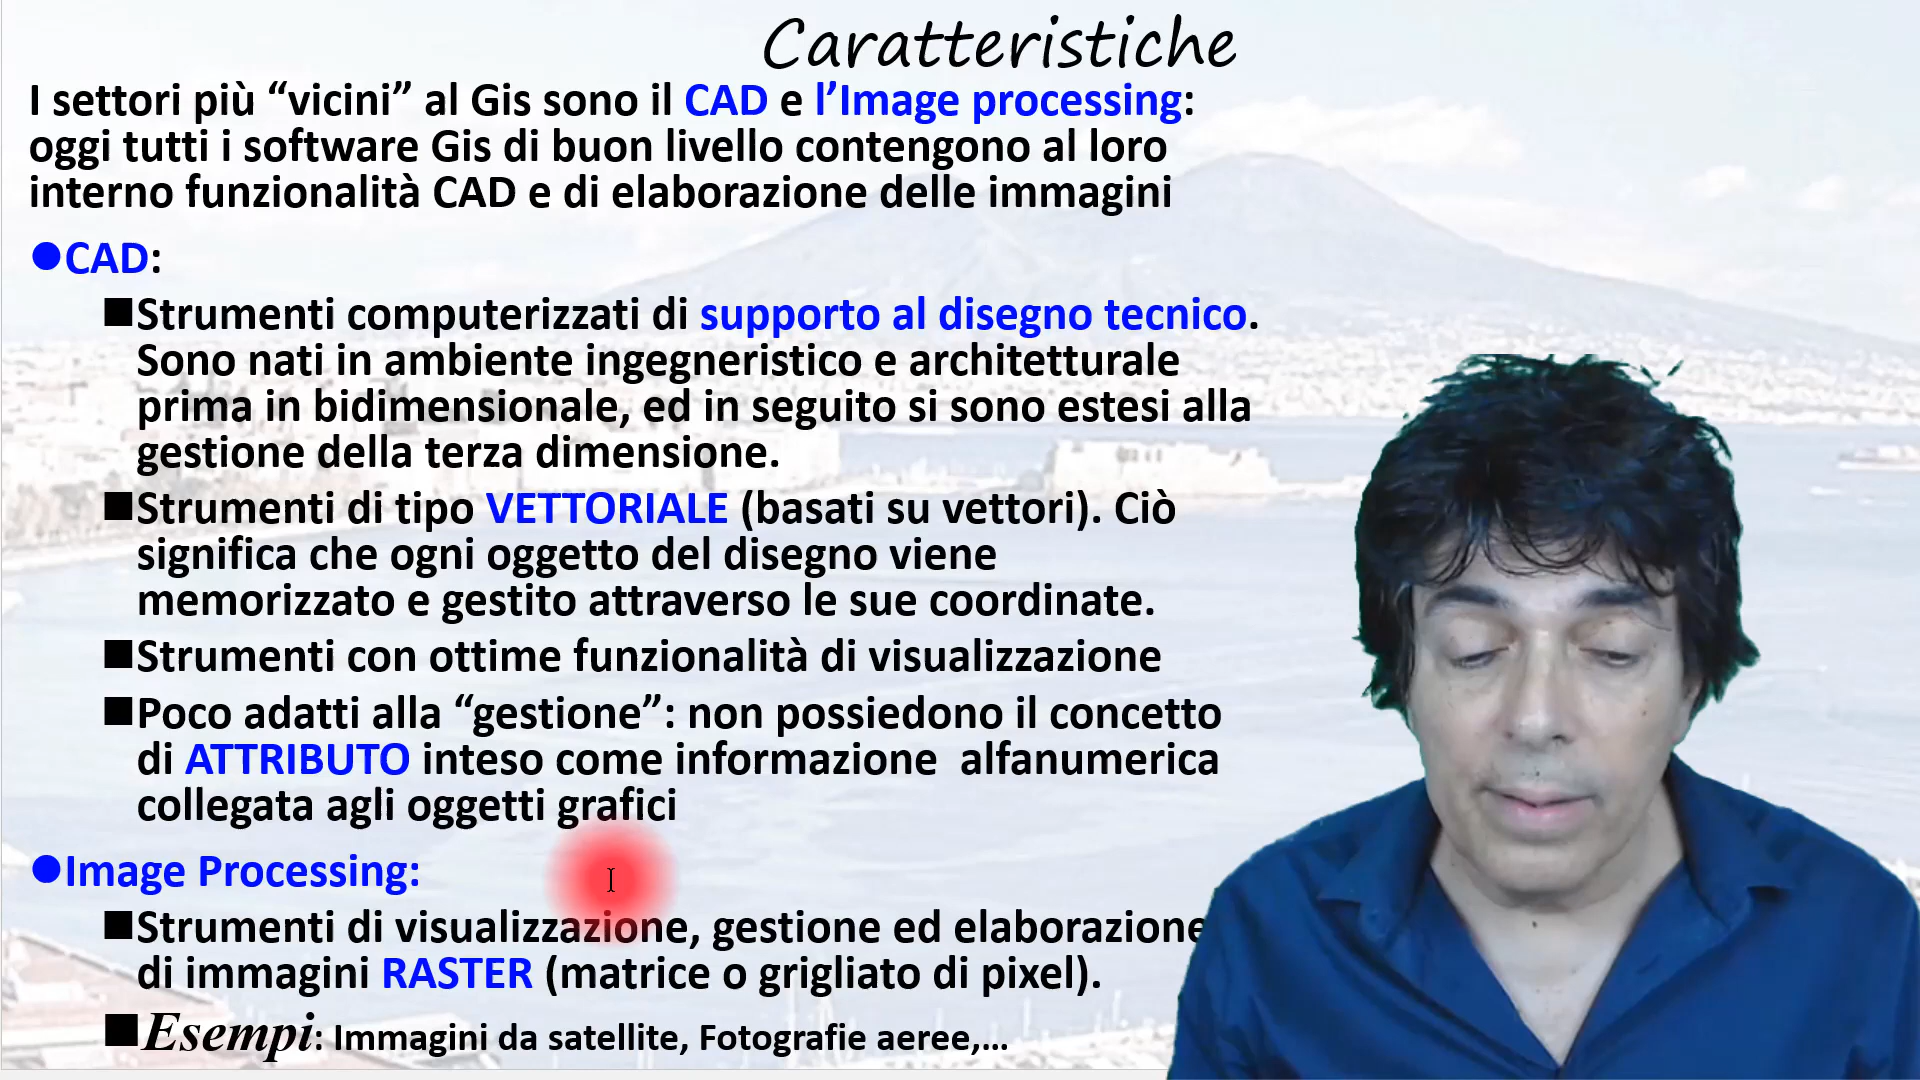 Caratteristiche
I settori più “vicini” al Gis sono il CAD e l’Image processing:
oggi tutti i software Gis di buon livello contengono al loro
interno funzionalità CAD e di elaborazione delle immagini
●CAD:
■Strumenti computerizzati di supporto al disegno tecnico.
Sono nati in ambiente ingegneristico e architetturale
prima in bidimensionale, ed in seguito si sono estesi alla
gestione della terza dimensione.
■Strumenti di tipo VETTORIALE (basati su vettori). Ciò
significa che ogni oggetto del disegno viene
memorizzato e gestito attraverso le sue coordinate.
■Strumenti con ottime funzionalità di visualizzazione
■Poco adatti alla “gestione”: non possiedono il concetto
di ATTRIBUTO inteso come informazione  alfanumerica
collegata agli oggetti grafici
●Image Processing:
■Strumenti di visualizzazione, gestione ed elaborazione
di immagini RASTER (matrice o grigliato di pixel).
■Esempi: Immagini da satellite, Fotografie aeree,…